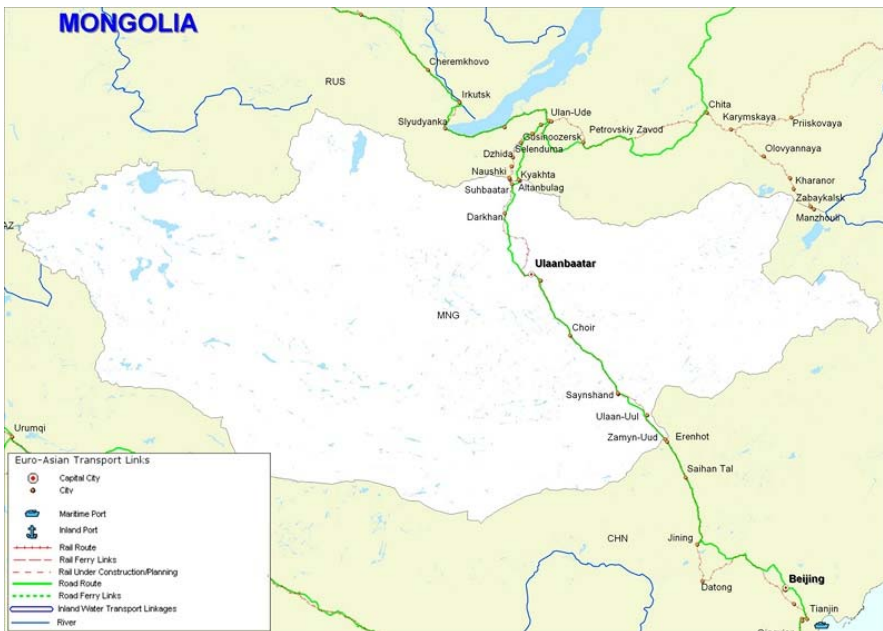 MONGOLIA
Cheremkhovo
RUS
Irkutsk
Slyudyanka
Ulan-Ude
Chita
Karymskaya
Priiskovaya
Gusinoozersk
Petrovskiy Zavod
Selenduma
Dzhida
Olovyannaya
Naushki
Kyakhta
Kharanor
Suhbaatar
Altanbulag
Zabaykalsk
Manzhouli
Darkhan
AZ
Ulaanbaatar
MNG
Choir
Saynshand
Ulaan-Uul
Urumqi
Zamyn-Uud
Erenhot
Saihan Tal
CHN
Jining
Datong
Beijing
Tianjin
Euro-Asian Transport Links
Capital City
City
Maritime Port
Inland Port
Rail Route
Rail Ferry Links
Rail Under Construction/Planning
Road Route
Road Ferry Links
Inland Water Transport Linkages
River